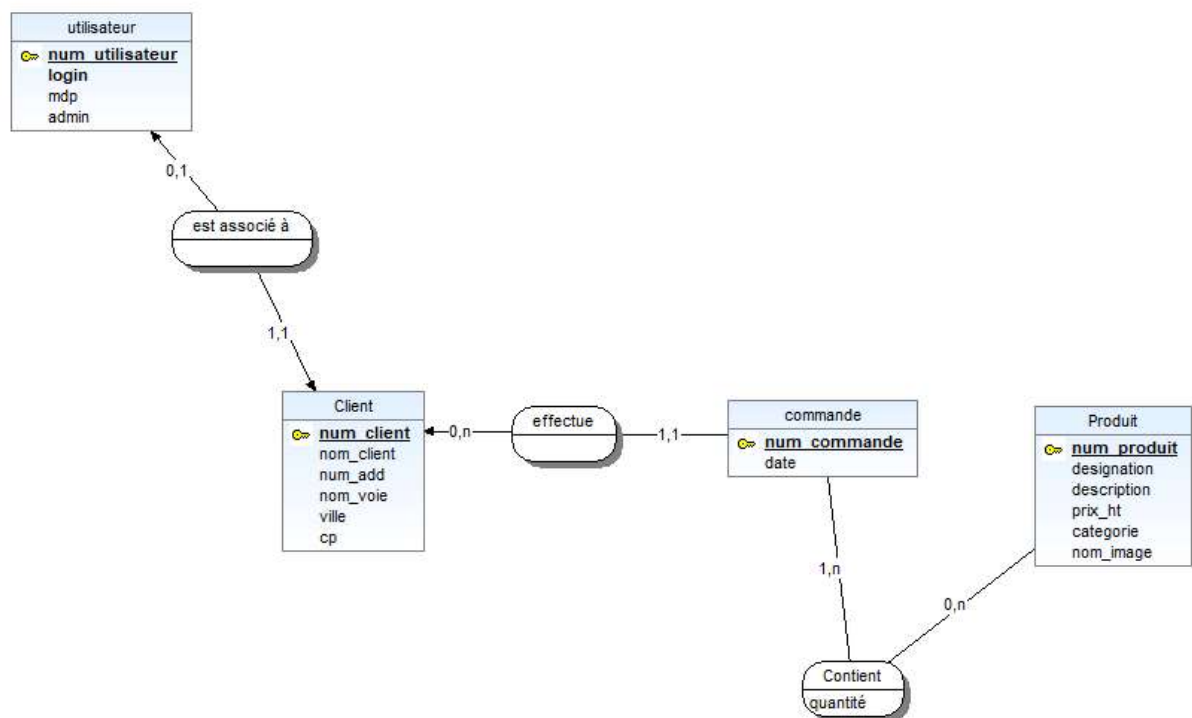 utilisateur
num_utilisateur
login
mdp
admin
0,1
est associé à
1,1
Client
num_client
nom_client
num_add
nom_voie
ville
cp
0,n
effectue
1,1
commande
num_commande
date
Produit
num_produit
designation
description
prix_ht
categorie
nom_image
1,n
0,n
Contient
quantité